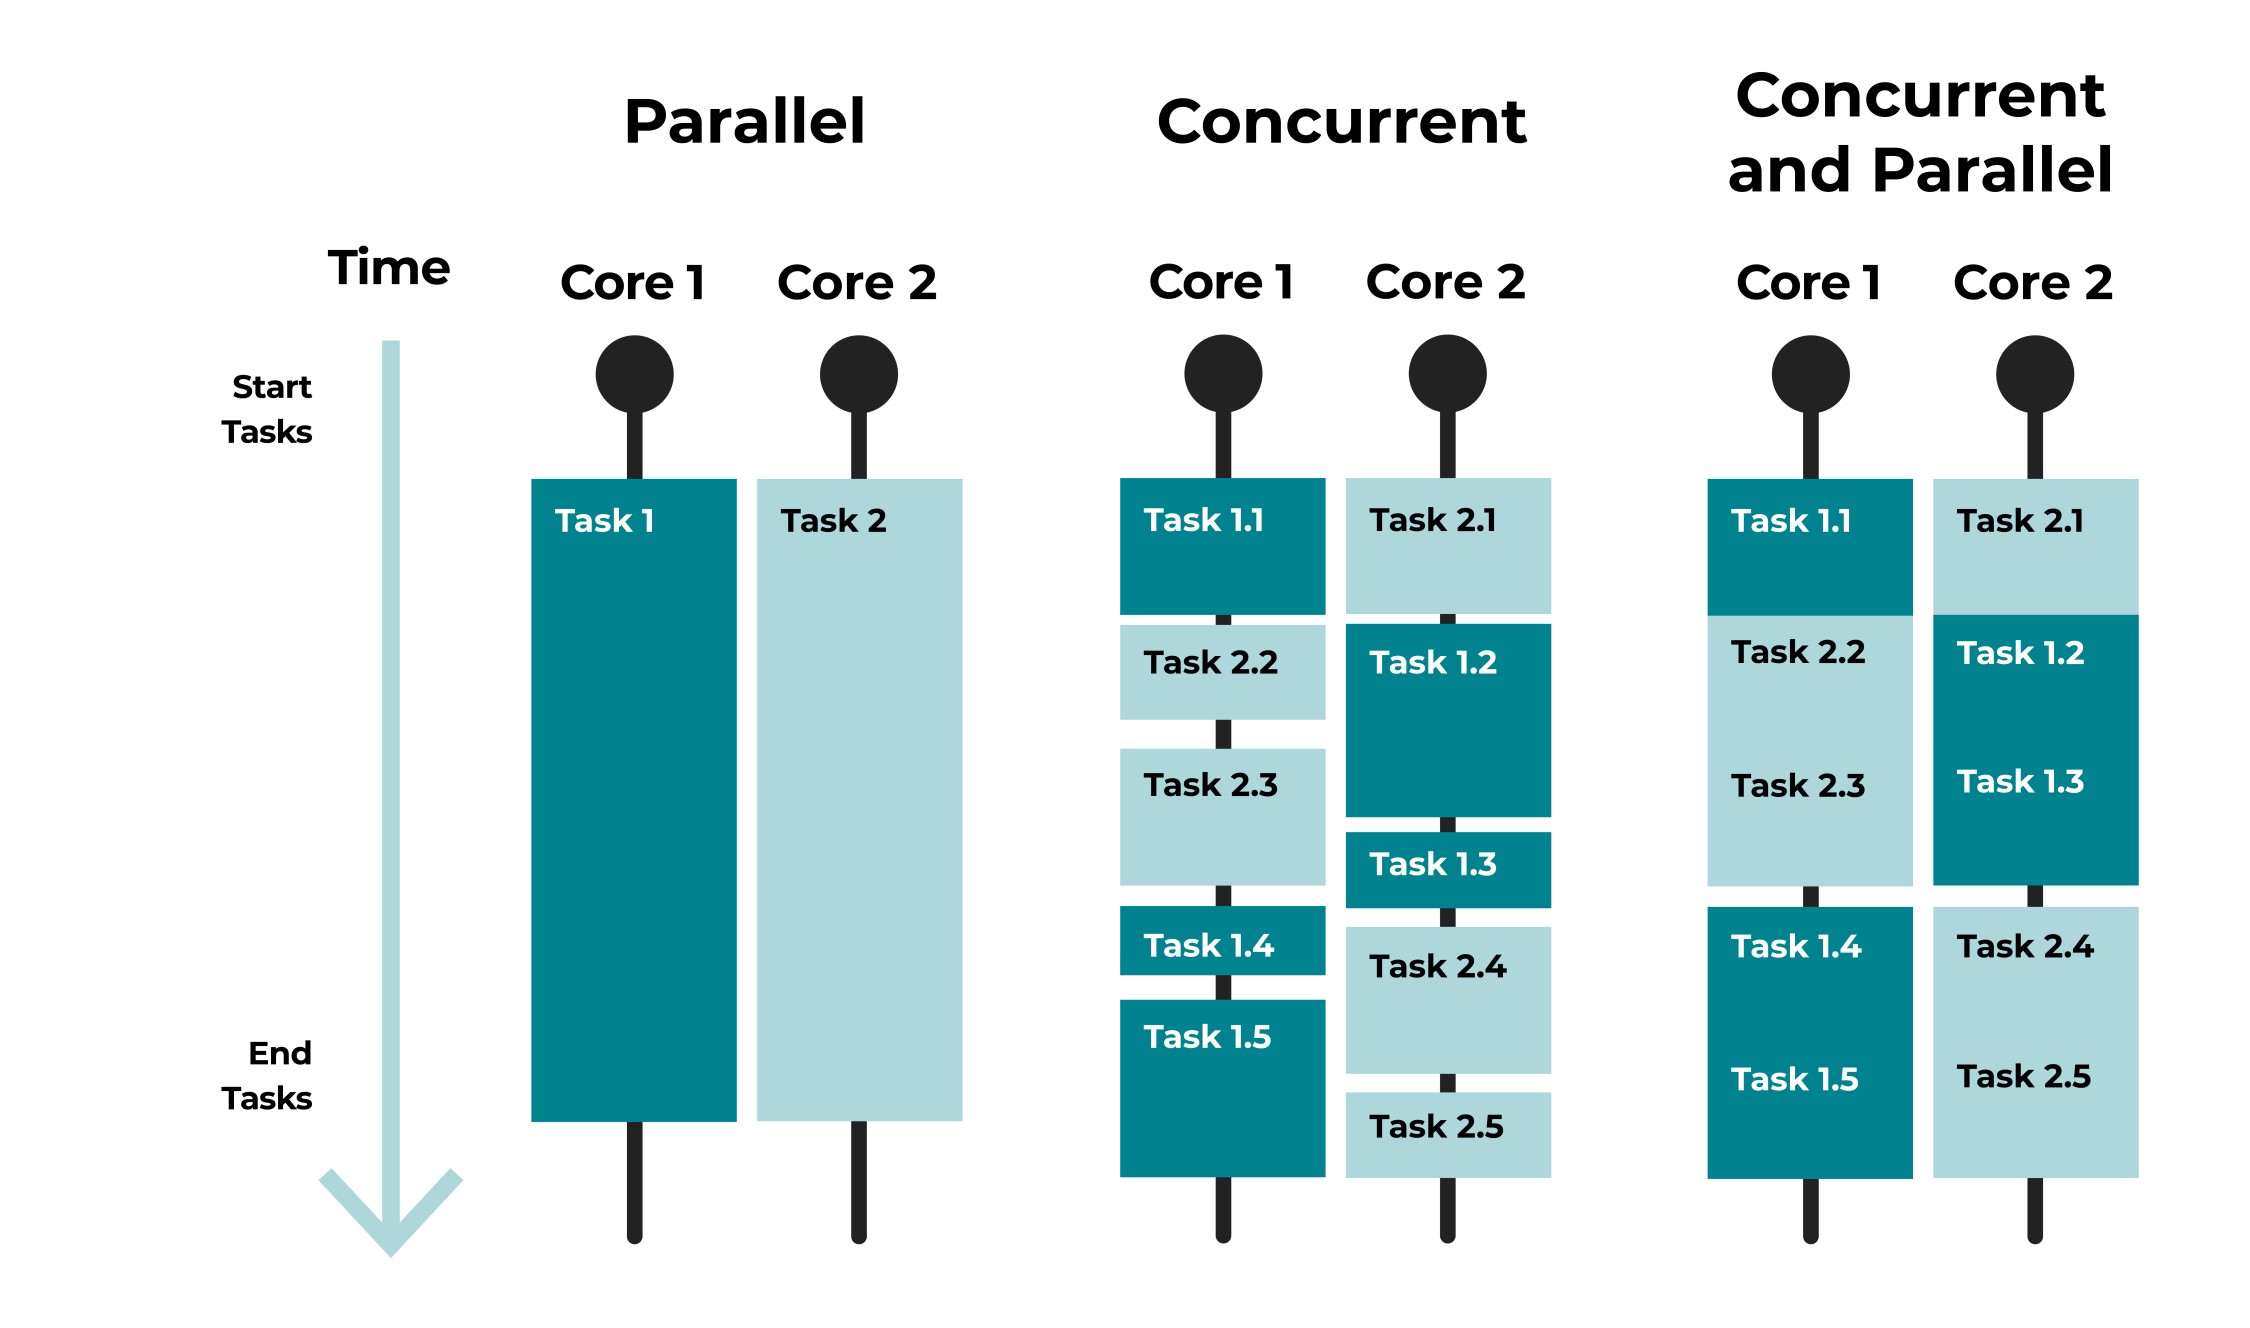 Parallel
Concurrent
Concurrent
and Parallel
Time
Core 1
Core 2
Core 1
Core 2
Core 1
Core 2
Start
Tasks
End
Tasks
Task 1
Task 2
Task 1.1
Task 2.2
Task 2.3
Task 1.4
Task 1.5
Task 2.1
Task 1.2
Task 1.3
Task 2.4
Task 2.5
Task 1.1
Task 2.2
Task 2.3
Task 1.4
Task 1.5
Task 2.1
Task 1.2
Task 1.3
Task 2.4
Task 2.5